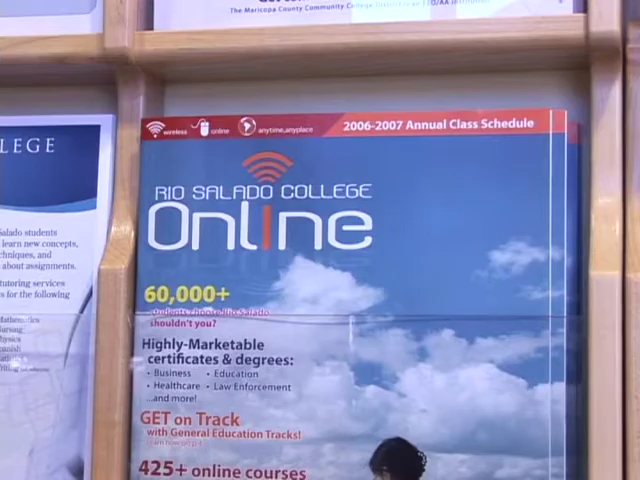 The Maricopa County Community College District is an EEO/AA Institution
LEGE
Salado students
learn new concepts,
chniques, and
about assignments.
tutoring services
s for the following
Mathematics
Nursing
Physics
wireless online anytime, anyplace
2006-2007 Annual Class Schedule
RIO SALADO COLLEGE
Online
60,000+
students choose Rio Salado
shouldn't you?
Highly-Marketable
certificates & degrees:
• Business • Education
• Healthcare • Law Enforcement
...and more!
GET on Track
with General Education Tracks!
425+ online courses